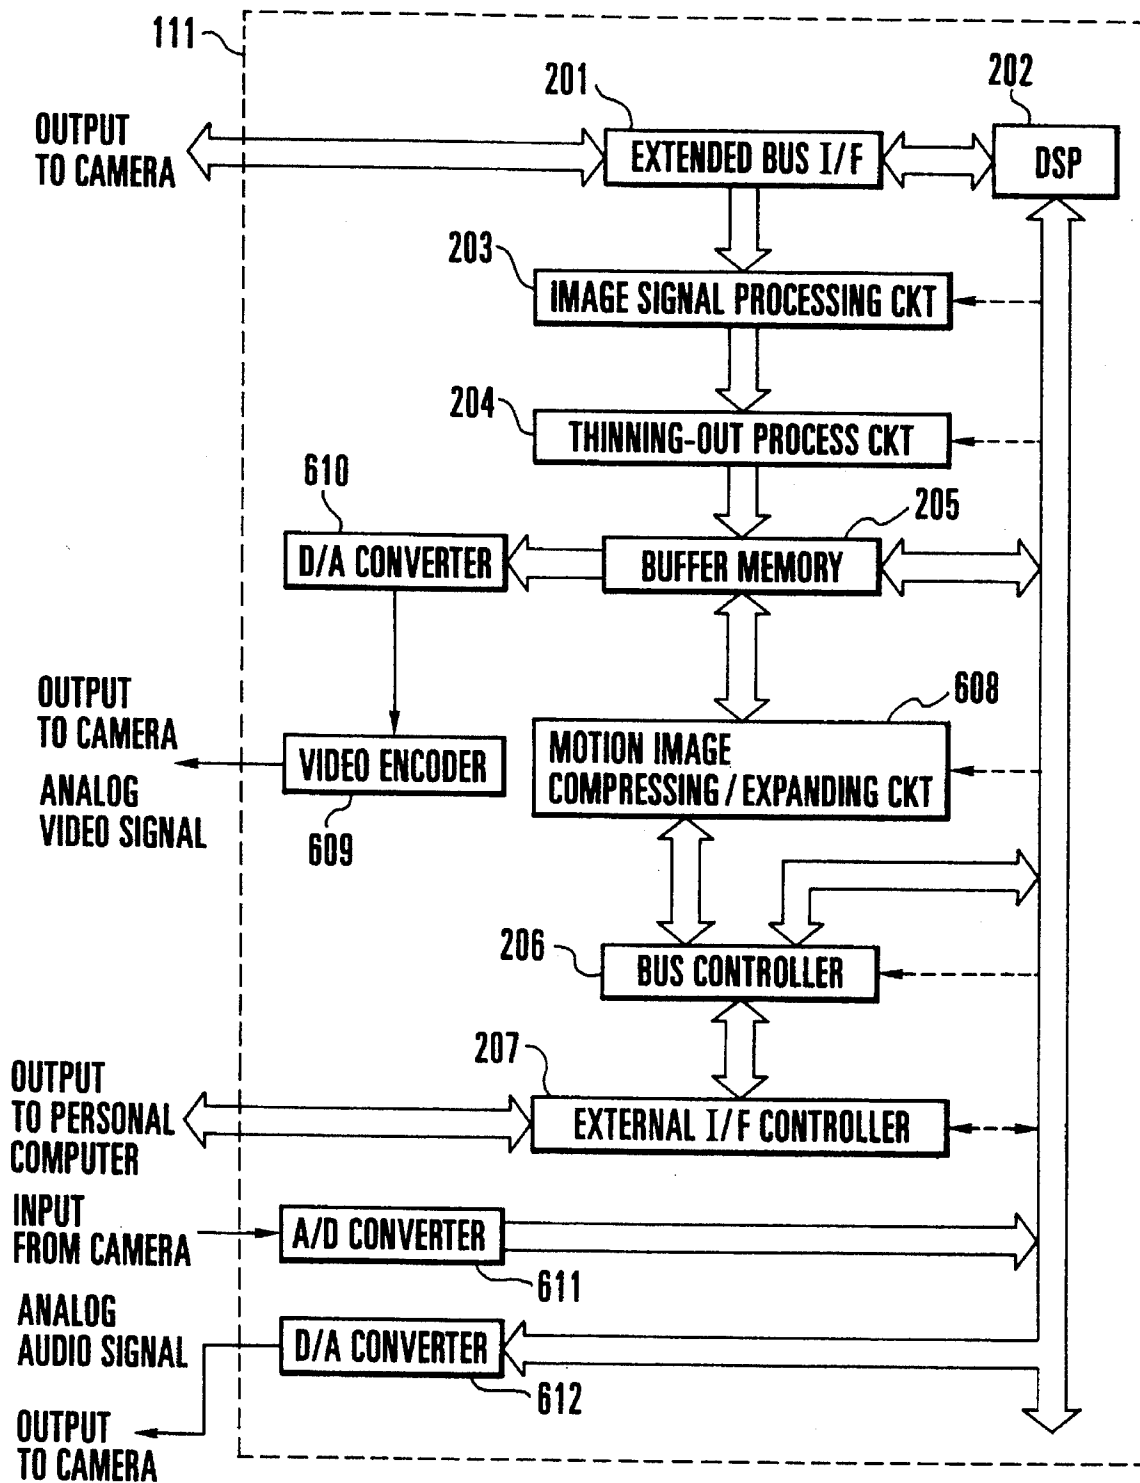 111
201
202
OUTPUT
TO CAMERA
EXTENDED BUS I/F
DSP
203
IMAGE SIGNAL PROCESSING CKT
204
THINNING-OUT PROCESS CKT
610
205
D/A CONVERTER
BUFFER MEMORY
OUTPUT
TO CAMERA
608
VIDEO ENCODER
MOTION IMAGE
COMPRESSING/EXPANDING CKT
ANALOG
VIDEO SIGNAL
609
206
BUS CONTROLLER
207
OUTPUT
TO PERSONAL
COMPUTER
EXTERNAL I/F CONTROLLER
INPUT
FROM CAMERA
A/D CONVERTER
611
ANALOG
AUDIO SIGNAL
D/A CONVERTER
612
OUTPUT
TO CAMERA